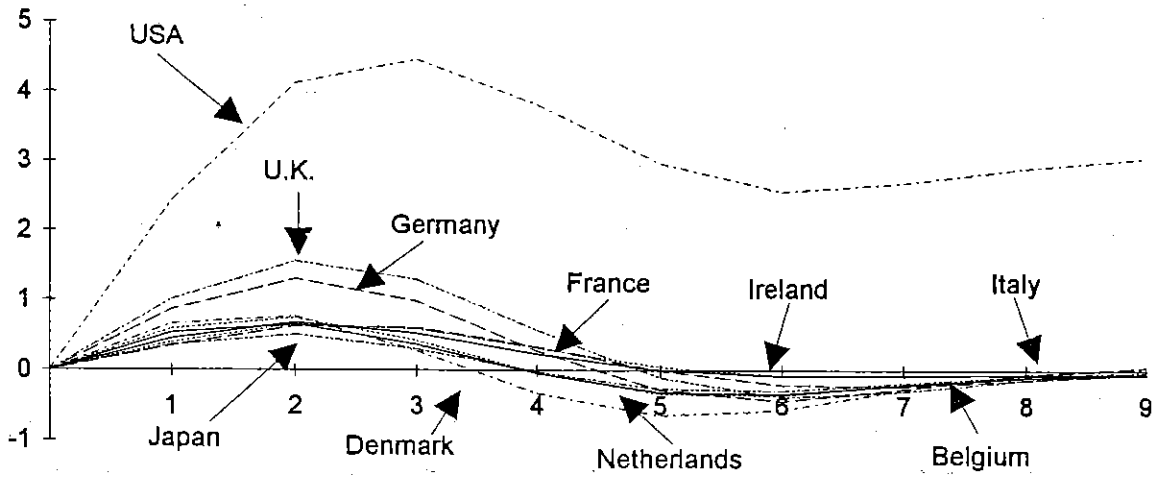 5
USA
4
3
U.K.
2
Germany
France
Ireland
Italy
1
0
1 2 3 4 5 6 7 8 9
-1
Japan
Denmark
Netherlands
Belgium